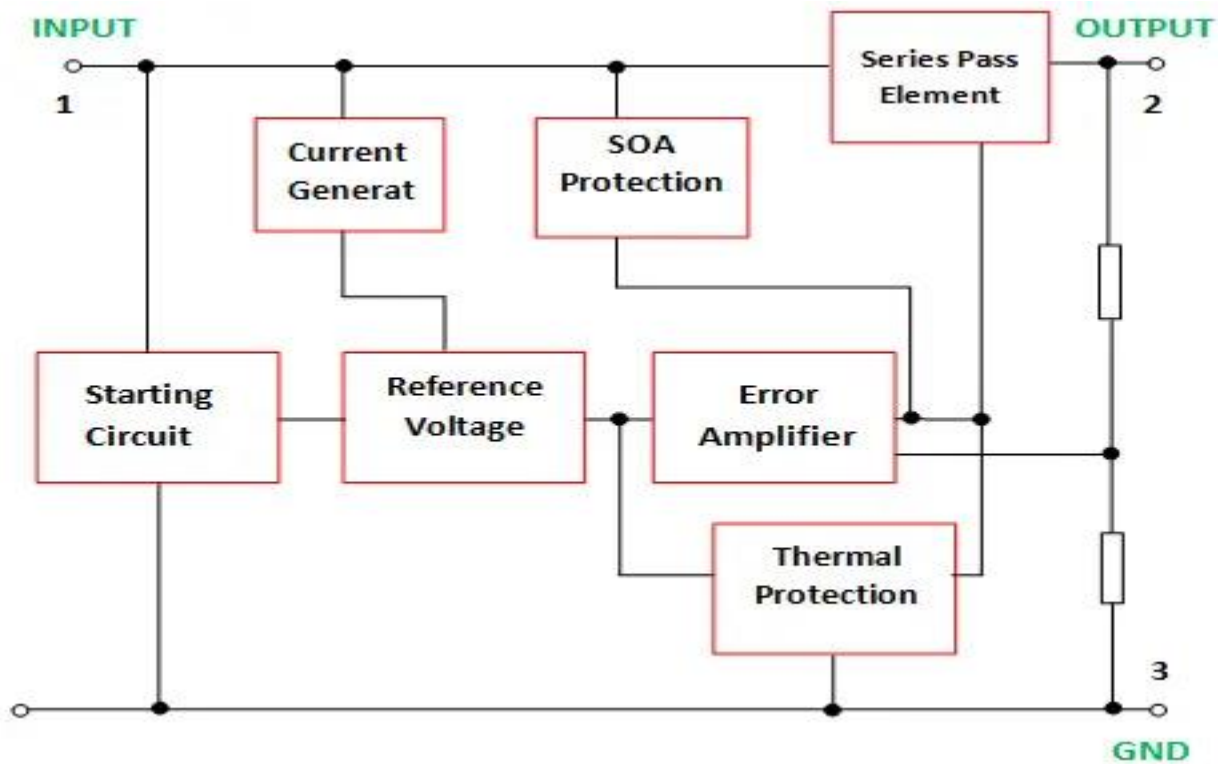 INPUT
OUTPUT
1
2
Series Pass
Element
Current
Generat
SOA
Protection
Starting
Circuit
Reference
Voltage
Error
Amplifier
Thermal
Protection
3
GND